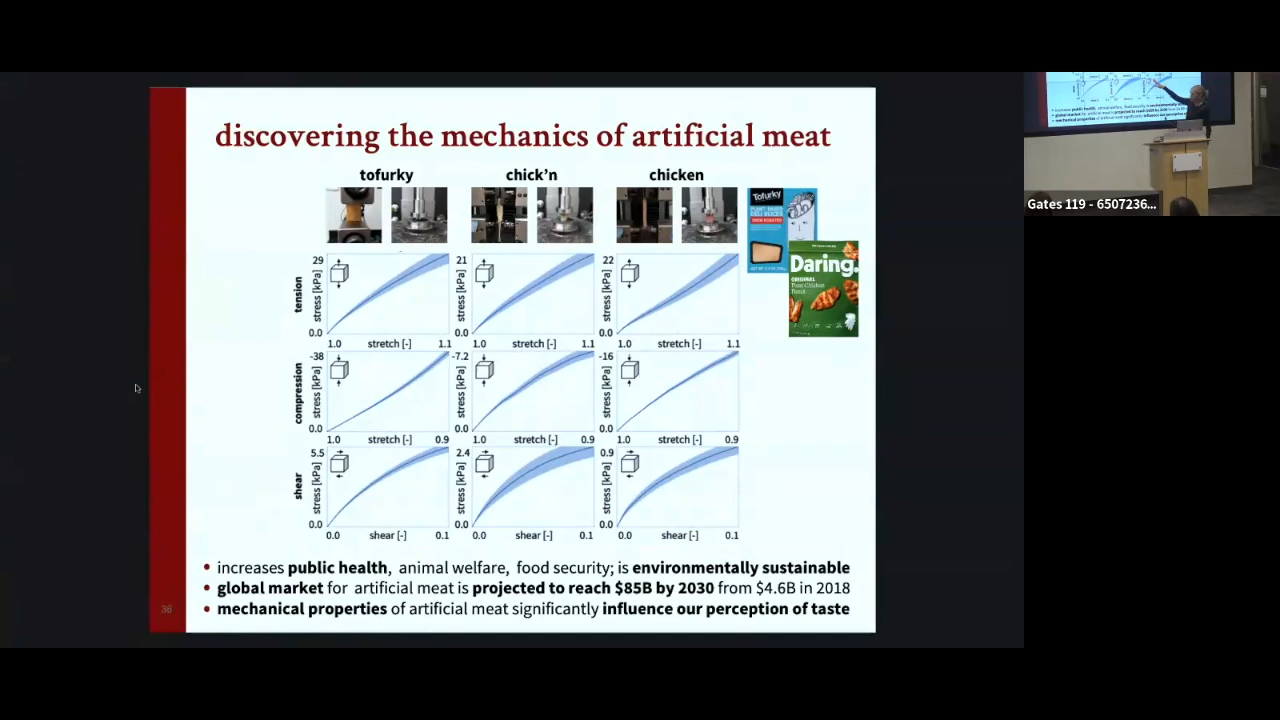 discovering the mechanics of artificial meat
tofurky chick'n chicken
Tofurky
PLANT-BASED
DELI SLICES
Daring.
ORIGINAL
tension
stress [kPa] 29 0.0 1.0 stretch [-] 1.1
stress [kPa] 21 0.0 1.0 stretch [-] 1.1
stress [kPa] 22 0.0 1.0 stretch [-] 1.1
compression
stress [kPa] -38 0.0 1.0 stretch [-] 0.9
stress [kPa] -7.2 0.0 1.0 stretch [-] 0.9
stress [kPa] -16 0.0 1.0 stretch [-] 0.9
shear
stress [kPa] 5.5 0.0 0.0 shear [-] 0.1
stress [kPa] 2.4 0.0 0.0 shear [-] 0.1
stress [kPa] 0.9 0.0 0.0 shear [-] 0.1
• increases public health, animal welfare, food security; is environmentally sustainable
• global market for artificial meat is projected to reach $85B by 2030 from $4.6B in 2018
• mechanical properties of artificial meat significantly influence our perception of taste
36
Gates 119 - 6507236...